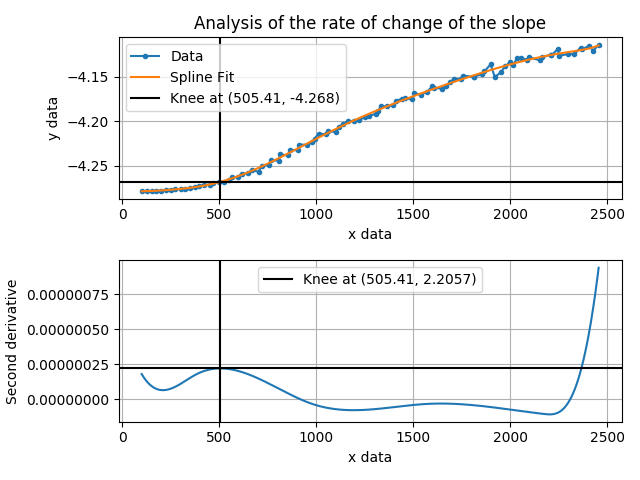 Analysis of the rate of change of the slope
Data
Spline Fit
Knee at (505.41, -4.268)
y data
−4.15
−4.20
−4.25
0 500 1000 1500 2000 2500
x data
Knee at (505.41, 2.2057)
Second derivative
0.00000075
0.00000050
0.00000025
0.00000000
0 500 1000 1500 2000 2500
x data